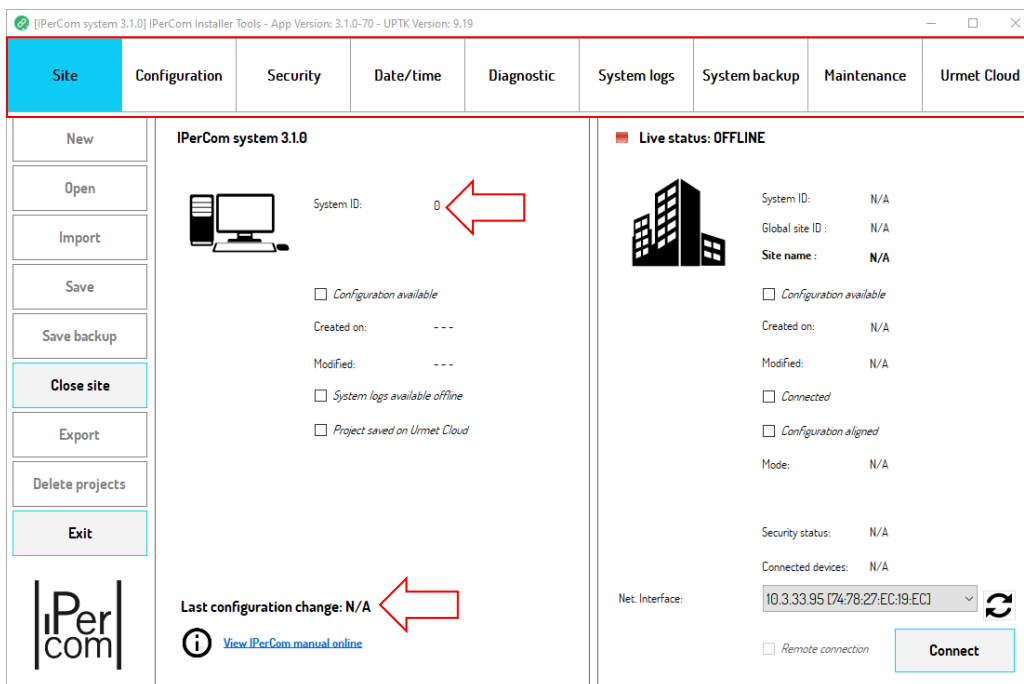 [IPerCom system 3.1.0] IPerCom Installer Tools - App Version: 3.1.0-70 - UPTK Version: 9.19
Site Configuration Security Date/time Diagnostic System logs System backup Maintenance Urmet Cloud
New
Open
Import
Save
Save backup
Close site
Export
Delete projects
Exit
IPer
com
IPerCom system 3.1.0
System ID: 0
Configuration available
Created on: ---
Modified: ---
System logs available offline
Project saved on Urmet Cloud
Last configuration change: N/A
View IPerCom manual online
Live status: OFFLINE
System ID: N/A
Global site ID : N/A
Site name : N/A
Configuration available
Created on: N/A
Modified: N/A
Connected
Configuration aligned
Mode: N/A
Security status: N/A
Connected devices: N/A
Net. Interface: 10.3.33.95 [74:78:27:EC:19:EC]
Remote connection
Connect